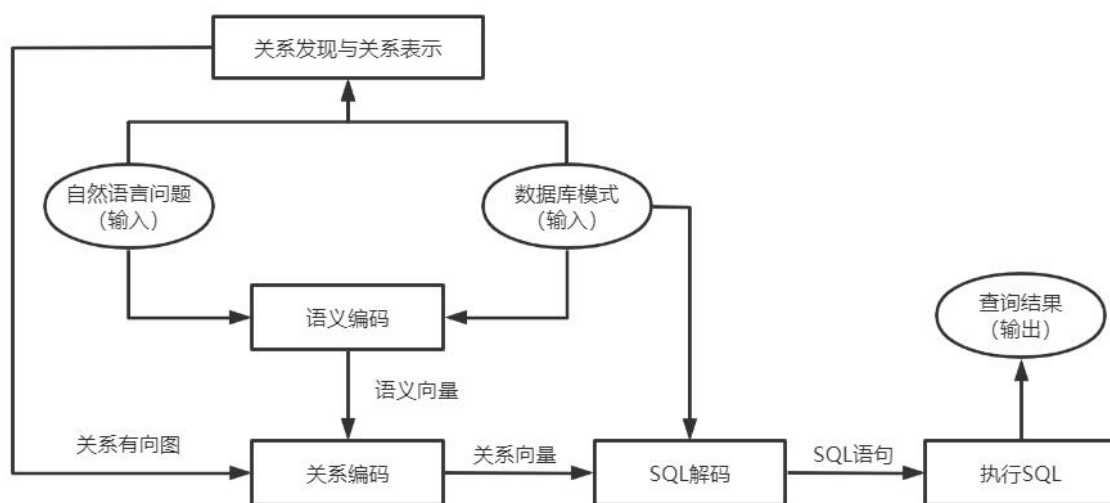 关系发现与关系表示
自然语言问题
（输入）
数据库模式
（输入）
语义编码
查询结果
（输出）
语义向量
关系有向图
关系编码
关系向量
SQL解码
SQL语句
执行SQL